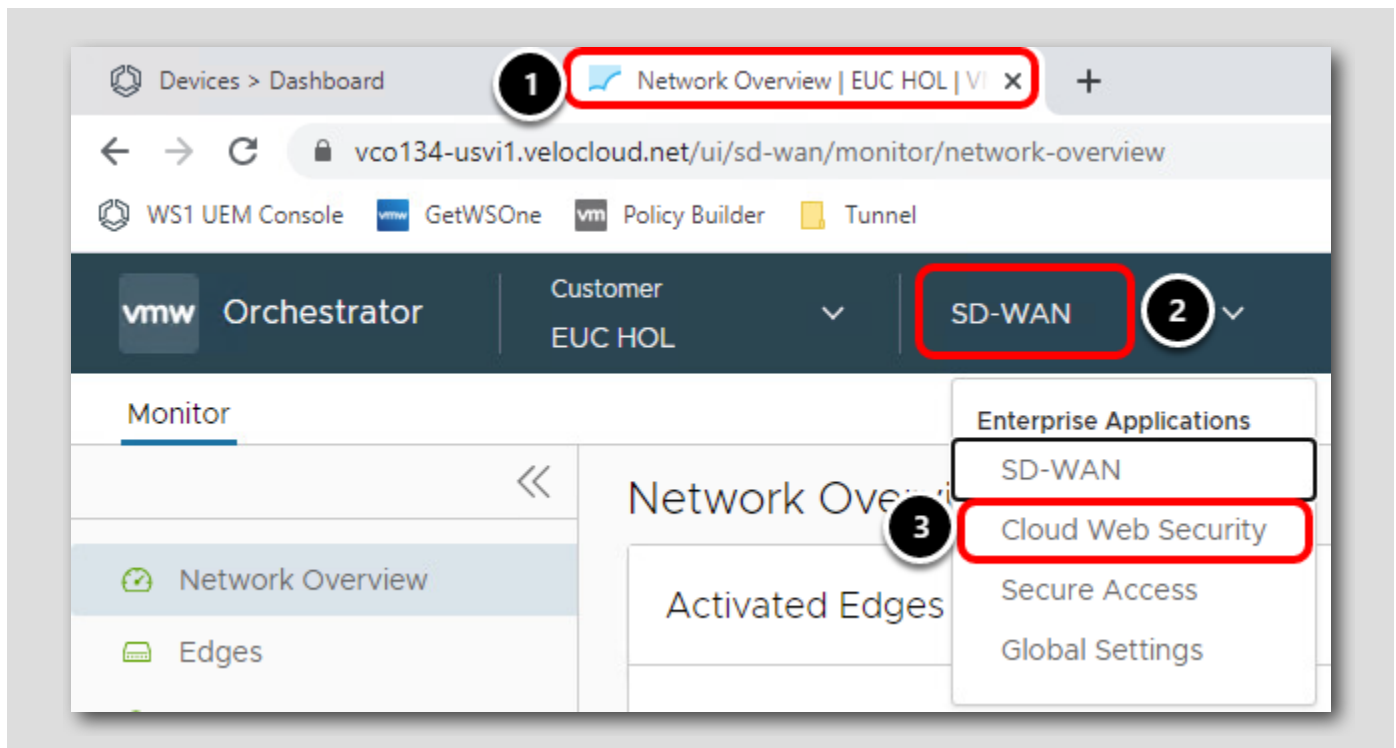 Devices > Dashboard
1
Network Overview | EUC HOL | V
vco134-usvi1.velocloud.net/ui/sd-wan/monitor/network-overview
WS1 UEM Console
vmw
GetWSOne
vm
Policy Builder
Tunnel
vmw
Orchestrator
Customer
EUC HOL
SD-WAN
2
Monitor
Enterprise Applications
SD-WAN
Network
3
Cloud Web Security
Network Overview
Activated Edges
Secure Access
Edges
Global Settings